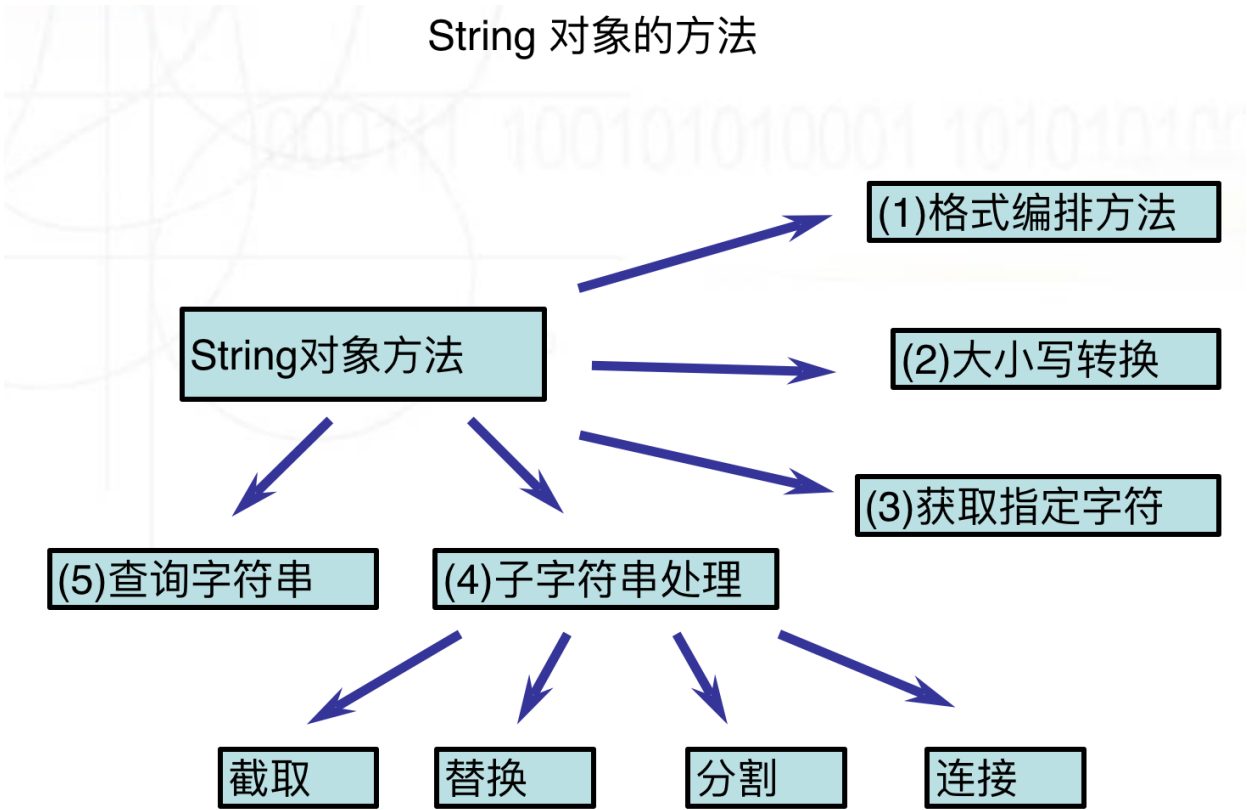 String 对象的方法
000111 100101010001 101010100
(1)格式编排方法
String对象方法
(2)大小写转换
(3)获取指定字符
(5)查询字符串
(4)子字符串处理
截取
替换
分割
连接